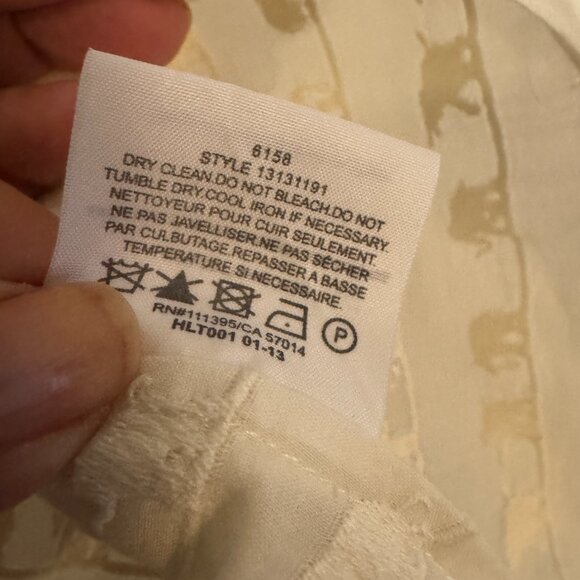 6158
STYLE 13131191
DRY CLEAN.DO NOT BLEACH.DO NOT
TUMBLE DRY.COOL IRON IF NECESSARY
NETTOYEUR POUR CUIR SEULEMENT
NE PAS JAVELLISER.NE PAS SÉCHER
PAR CULBUTAGE REPASSER A BASSE
TEMPERATURE SI NECESSAIRE.
P
RN#111395/CA 57014
HLT001 01-13